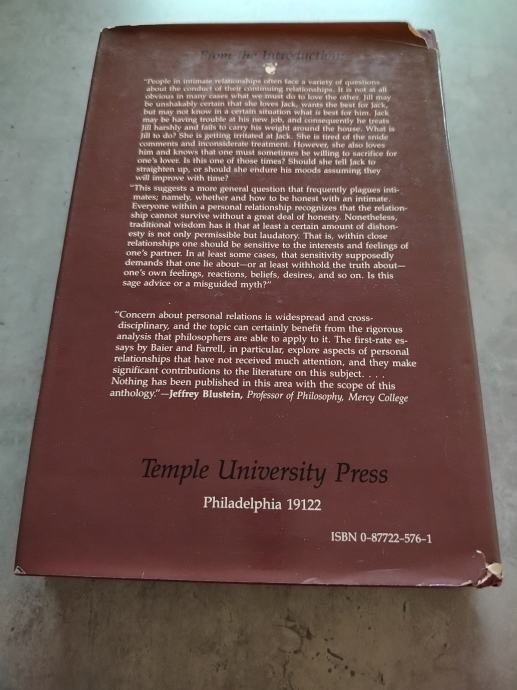 From the Introduction
"People in intimate relationships often face a variety of questions
about the conduct of their continuing relationships. It is not at all
obvious in many cases what we must do to love the other. Jill may
be unshakably certain that she loves Jack, wants the best for Jack,
but may not know in a certain situation what is best for him. Jack
may be having trouble at his new job, and consequently he treats
Jill harshly and fails to carry his weight around the house. What is
Jill to do? She is getting irritated at Jack. She is tired of the snide
comments and inconsiderate treatment. However, she also loves
him and knows that one must sometimes be willing to sacrifice for
one's lover. Is this one of those times? Should she tell Jack to
straighten up, or should she endure his moods assuming they
will improve with time?
"This suggests a more general question that frequently plagues inti-
mates; namely, whether and how to be honest with an intimate.
Everyone within a personal relationship recognizes that the relation-
ship cannot survive without a great deal of honesty. Nonetheless,
traditional wisdom has it that at least a certain amount of dishon-
esty is not only permissible but laudatory. That is, within close
relationships one should be sensitive to the interests and feelings of
one's partner. In at least some cases, that sensitivity supposedly
demands that one lie about—or at least withhold the truth about—
one's own feelings, reactions, beliefs, desires, and so on. Is this
sage advice or a misguided myth?"
"Concern about personal relations is widespread and cross-
disciplinary, and the topic can certainly benefit from the rigorous
analysis that philosophers are able to apply to it. The first-rate es-
says by Baier and Farrell, in particular, explore aspects of personal
relationships that have not received much attention, and they make
significant contributions to the literature on this subject. . . .
Nothing has been published in this area with the scope of this
anthology."—Jeffrey Blustein, Professor of Philosophy, Mercy College
Temple University Press
Philadelphia 19122
ISBN 0-87722-576-1